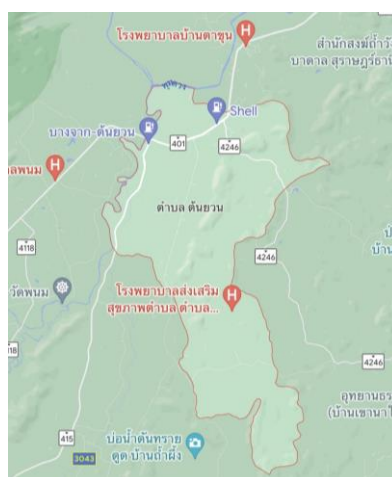 โรงพยาบาลบ้านตาขุน
สำนักสงฆ์ถ้ำวั
บาดาล สุราษฎร์ธานี
Shell
บางจาก-ต้นยวน
401
4246
ลพนม
ตำบล ต้นยวน
4118
4246
บ้าน
วัดพนม
โรงพยาบาลส่งเสริม
สุขภาพตำบล ตำบล...
4246
อุทยานธร
(บ้านเขานาใ
415
3043
บ่อน้ำดันทราย
ดูด บ้านถ้ำผึ้ง